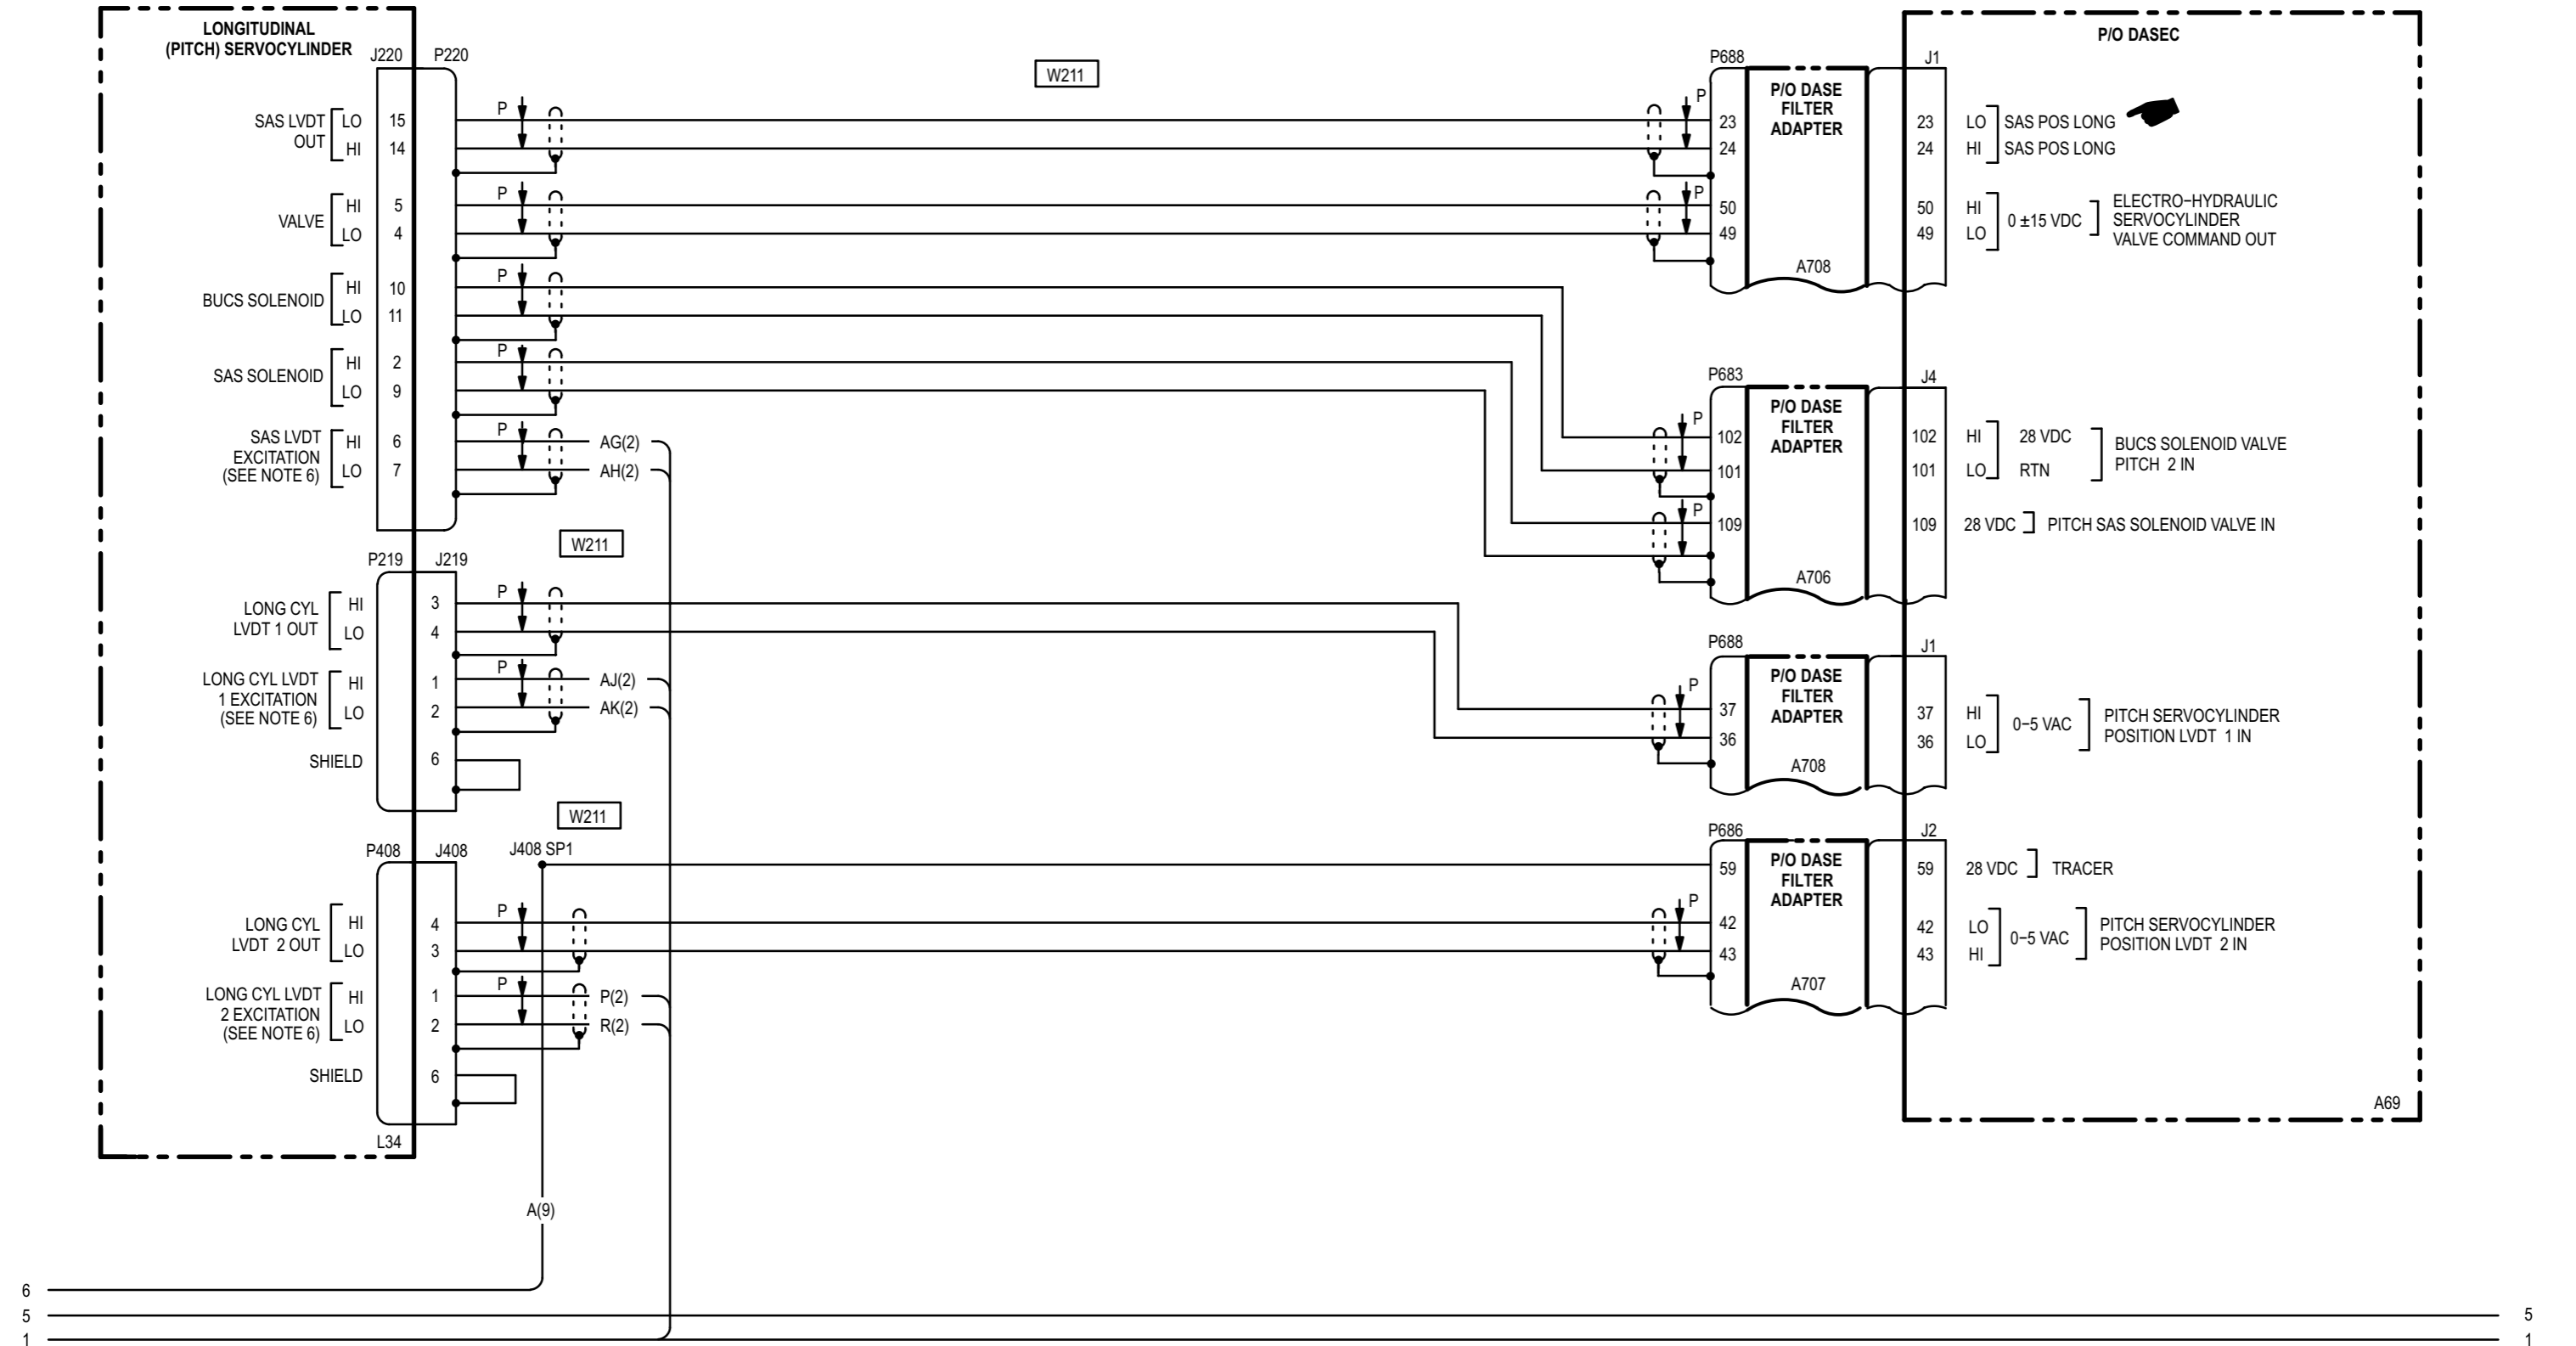 LONGITUDINAL
(PITCH) SERVOCYLINDER
J220 P220
SAS LVDT
OUT
LO 15
HI 14
P
VALVE
HI 5
LO 4
P
BUCS SOLENOID
HI 10
LO 11
P
SAS SOLENOID
HI 2
LO 9
P
SAS LVDT
EXCITATION
(SEE NOTE 6)
HI 6
LO 7
P
AG(2)
AH(2)
W211
W211
P219 J219
LONG CYL
LVDT 1 OUT
HI 3
LO 4
P
LONG CYL LVDT
1 EXCITATION
(SEE NOTE 6)
HI 1
LO 2
P
AJ(2)
AK(2)
SHIELD 6
W211
P408 J408
J408 SP1
LONG CYL
LVDT 2 OUT
HI 4
LO 3
P
LONG CYL LVDT
2 EXCITATION
(SEE NOTE 6)
HI 1
LO 2
P
P(2)
R(2)
SHIELD 6
L34
A(9)
P/O DASEC
P688 J1
P/O DASE
FILTER
ADAPTER
P
23 23 LO SAS POS LONG
24 24 HI SAS POS LONG
P
50 50 HI
49 49 LO
0 ±15 VDC
ELECTRO−HYDRAULIC
SERVOCYLINDER
VALVE COMMAND OUT
A708
P683 J4
P/O DASE
FILTER
ADAPTER
P
102 102 HI 28 VDC
101 101 LO RTN
BUCS SOLENOID VALVE
PITCH 2 IN
P
109 109 28 VDC PITCH SAS SOLENOID VALVE IN
A706
P688 J1
P/O DASE
FILTER
ADAPTER
P
37 37 HI
36 36 LO
0−5 VAC
PITCH SERVOCYLINDER
POSITION LVDT 1 IN
A708
P686 J2
P/O DASE
FILTER
ADAPTER
59 59 28 VDC TRACER
P
42 42 LO
43 43 HI
0−5 VAC
PITCH SERVOCYLINDER
POSITION LVDT 2 IN
A707
A69
6
5 5
1 1